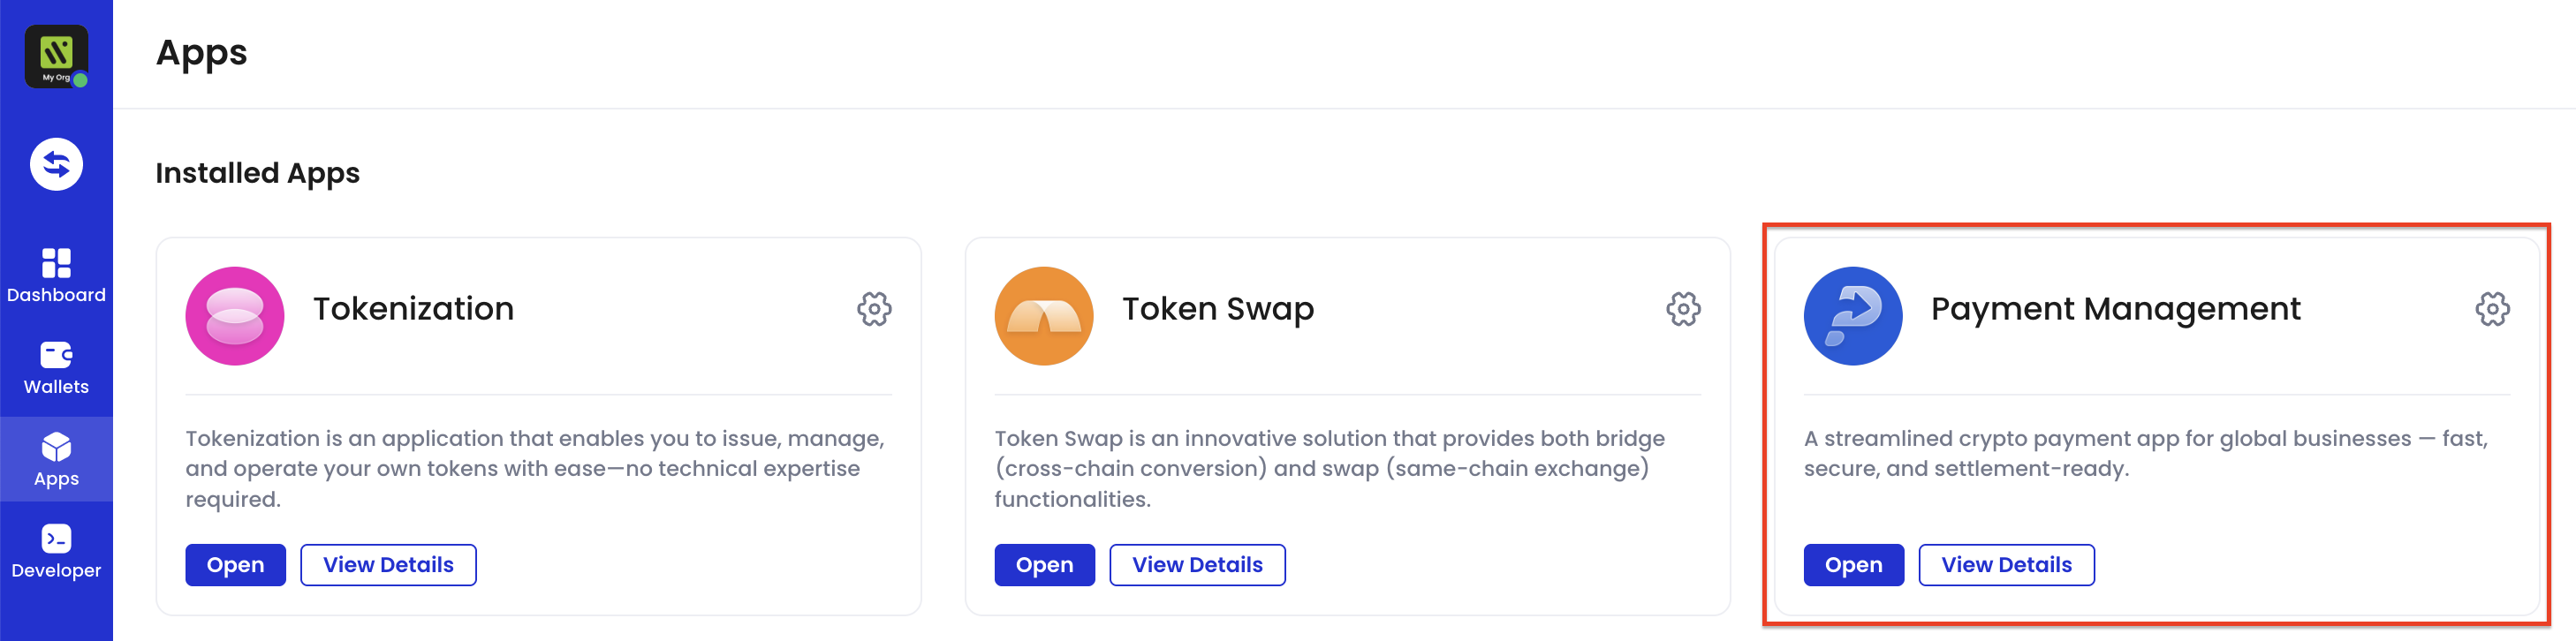 My Org
Dashboard
Wallets
Apps
Developer
Apps
Installed Apps
Tokenization
Tokenization is an application that enables you to issue, manage,
and operate your own tokens with ease—no technical expertise
required.
Open
View Details
Token Swap
Token Swap is an innovative solution that provides both bridge
(cross-chain conversion) and swap (same-chain exchange)
functionalities.
Open
View Details
Payment Management
A streamlined crypto payment app for global businesses — fast,
secure, and settlement-ready.
Open
View Details